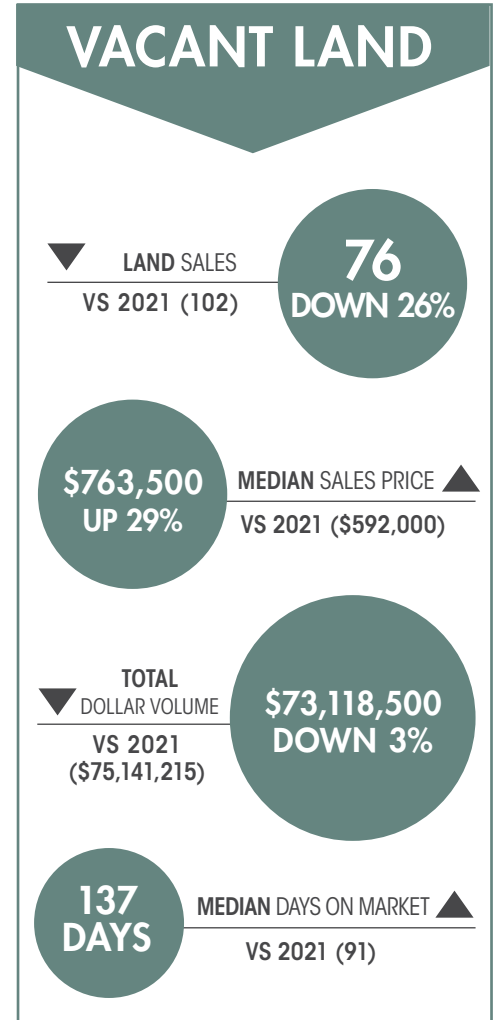 VACANT LAND
LAND SALES
VS 2021 (102)
76
DOWN 26%
$763,500
UP 29%
MEDIAN SALES PRICE
VS 2021 ($592,000)
TOTAL
DOLLAR VOLUME
VS 2021
($75,141,215)
$73,118,500
DOWN 3%
137
DAYS
MEDIAN DAYS ON MARKET
VS 2021 (91)